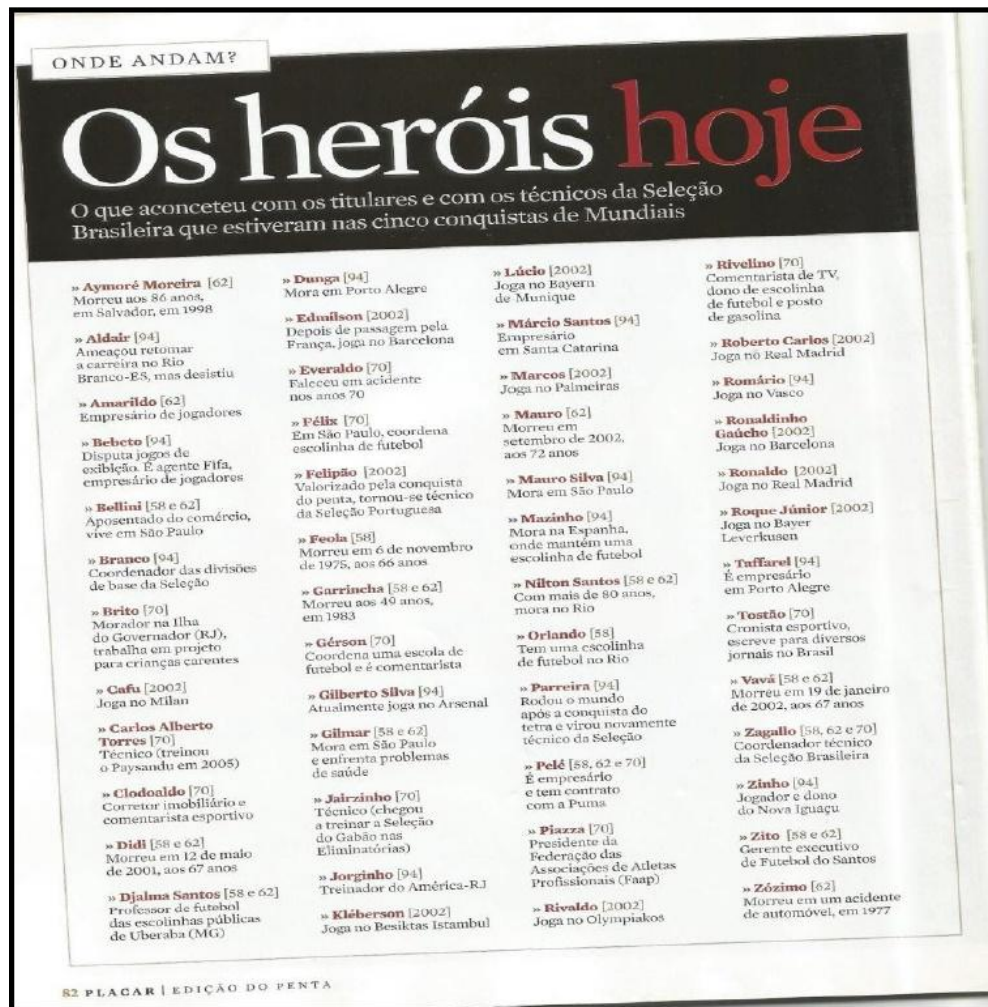 ONDE ANDAM?
Os heróis hoje
O que aconceteu com os titulares e com os técnicos da Seleção
Brasileira que estiveram nas cinco conquistas de Mundiais
» Aymoré Moreira [62]
Morreu aos 86 anos,
em Salvador, em 1998
» Aldair [94]
Ameaçou retomar
a carreira no Rio
Branco-ES, mas desistiu
» Amarildo [62]
Empresário de jogadores
» Bebeto [94]
Disputa jogos de
exibição. É agente Fifa,
empresário de jogadores
» Bellini [58 e 62]
Aposentado do comércio,
vive em São Paulo
» Branco [94]
Coordenador das divisões
de base da Seleção
» Brito [70]
Morador na Ilha
do Governador (RJ),
trabalha em projeto
para crianças carentes
» Cafu [2002]
Joga no Milan
» Carlos Alberto
Torres [70]
Técnico (treinou
o Paysandu em 2005)
» Clodoaldo [70]
Corretor imobiliário e
comentarista esportivo
» Didi [58 e 62]
Morreu em 12 de maio
de 2001, aos 67 anos
» Djalma Santos [58 e 62]
Professor de futebol
das escolinhas públicas
de Uberaba (MG)
» Dunga [94]
Mora em Porto Alegre
» Edmílson [2002]
Depois de passagem pela
França, joga no Barcelona
» Everaldo [70]
Faleceu em acidente
nos anos 70
» Félix [70]
Em São Paulo, coordena
escolinha de futebol
» Felipão [2002]
Valorizado pela conquista
do penta, tornou-se técnico
da Seleção Portuguesa
» Feola [58]
Morreu em 6 de novembro
de 1975, aos 66 anos
» Garrincha [58 e 62]
Morreu aos 49 anos,
em 1983
» Gérson [70]
Coordena uma escola de
futebol e é comentarista
» Gilberto Silva [94]
Atualmente joga no Arsenal
» Gilmar [58 e 62]
Mora em São Paulo
e enfrenta problemas
de saúde
» Jairzinho [70]
Técnico (chegou
a treinar a Seleção
do Gabão nas
Eliminatórias)
» Jorginho [94]
Treinador do América-RJ
» Kléberson [2002]
Joga no Besiktas Istambul
» Lúcio [2002]
Joga no Bayern
de Munique
» Márcio Santos [94]
Empresário
em Santa Catarina
» Marcos [2002]
Joga no Palmeiras
» Mauro [62]
Morreu em
setembro de 2002,
aos 72 anos
» Mauro Silva [94]
Mora em São Paulo
» Mazinho [94]
Mora na Espanha,
onde mantém uma
escolinha de futebol
» Nilton Santos [58 e 62]
Com mais de 80 anos,
mora no Rio
» Orlando [58]
Tem uma escolinha
de futebol no Rio
» Parreira [94]
Rodou o mundo
após a conquista do
tetra e virou novamente
técnico da Seleção
» Pelé [58, 62 e 70]
É empresário
e tem contrato
com a Puma
» Piazza [70]
Presidente da
Federação das
Associações de Atletas
Profissionais (Faap)
» Rivaldo [2002]
Joga no Olympiakos
» Rivelino [70]
Comentarista de TV,
dono de escolinha
de futebol e posto
de gasolina
» Roberto Carlos [2002]
Joga no Real Madrid
» Romário [94]
Joga no Vasco
» Ronaldinho
Gaúcho [2002]
Joga no Barcelona
» Ronaldo [2002]
Joga no Real Madrid
» Roque Júnior [2002]
Joga no Bayer
Leverkusen
» Taffarel [94]
É empresário
em Porto Alegre
» Tostão [70]
Cronista esportivo,
escreve para diversos
jornais no Brasil
» Vavá [58 e 62]
Morreu em 19 de janeiro
de 2002, aos 67 anos
» Zagallo [58, 62 e 70]
Coordenador técnico
da Seleção Brasileira
» Zinho [94]
Jogador e dono
do Nova Iguaçu
» Zito [58 e 62]
Gerente executivo
de Futebol do Santos
» Zózimo [62]
Morreu em um acidente
de automóvel, em 1977
82 PLACAR | EDIÇÃO DO PENTA